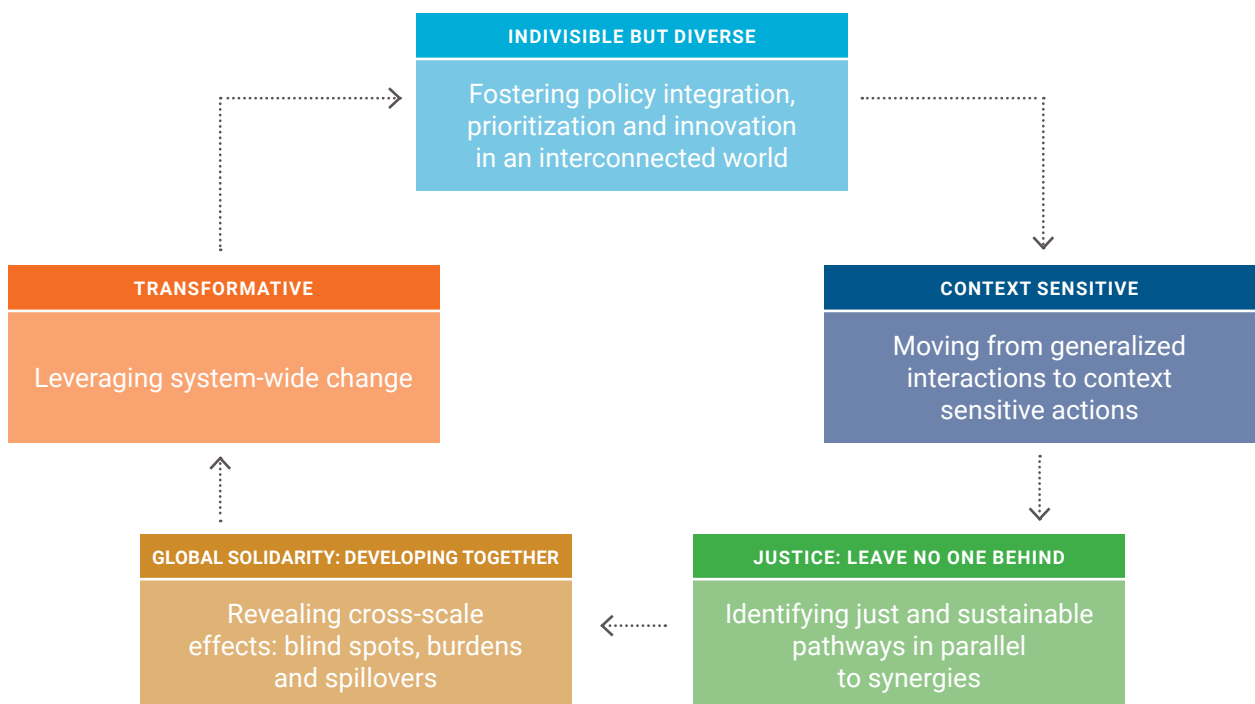 INDIVISIBLE BUT DIVERSE
Fostering policy integration,
prioritization and innovation
in an interconnected world
TRANSFORMATIVE
Leveraging system-wide change
CONTEXT SENSITIVE
Moving from generalized
interactions to context
sensitive actions
GLOBAL SOLIDARITY: DEVELOPING TOGETHER
Revealing cross-scale
effects: blind spots, burdens
and spillovers
JUSTICE: LEAVE NO ONE BEHIND
Identifying just and sustainable
pathways in parallel
to synergies